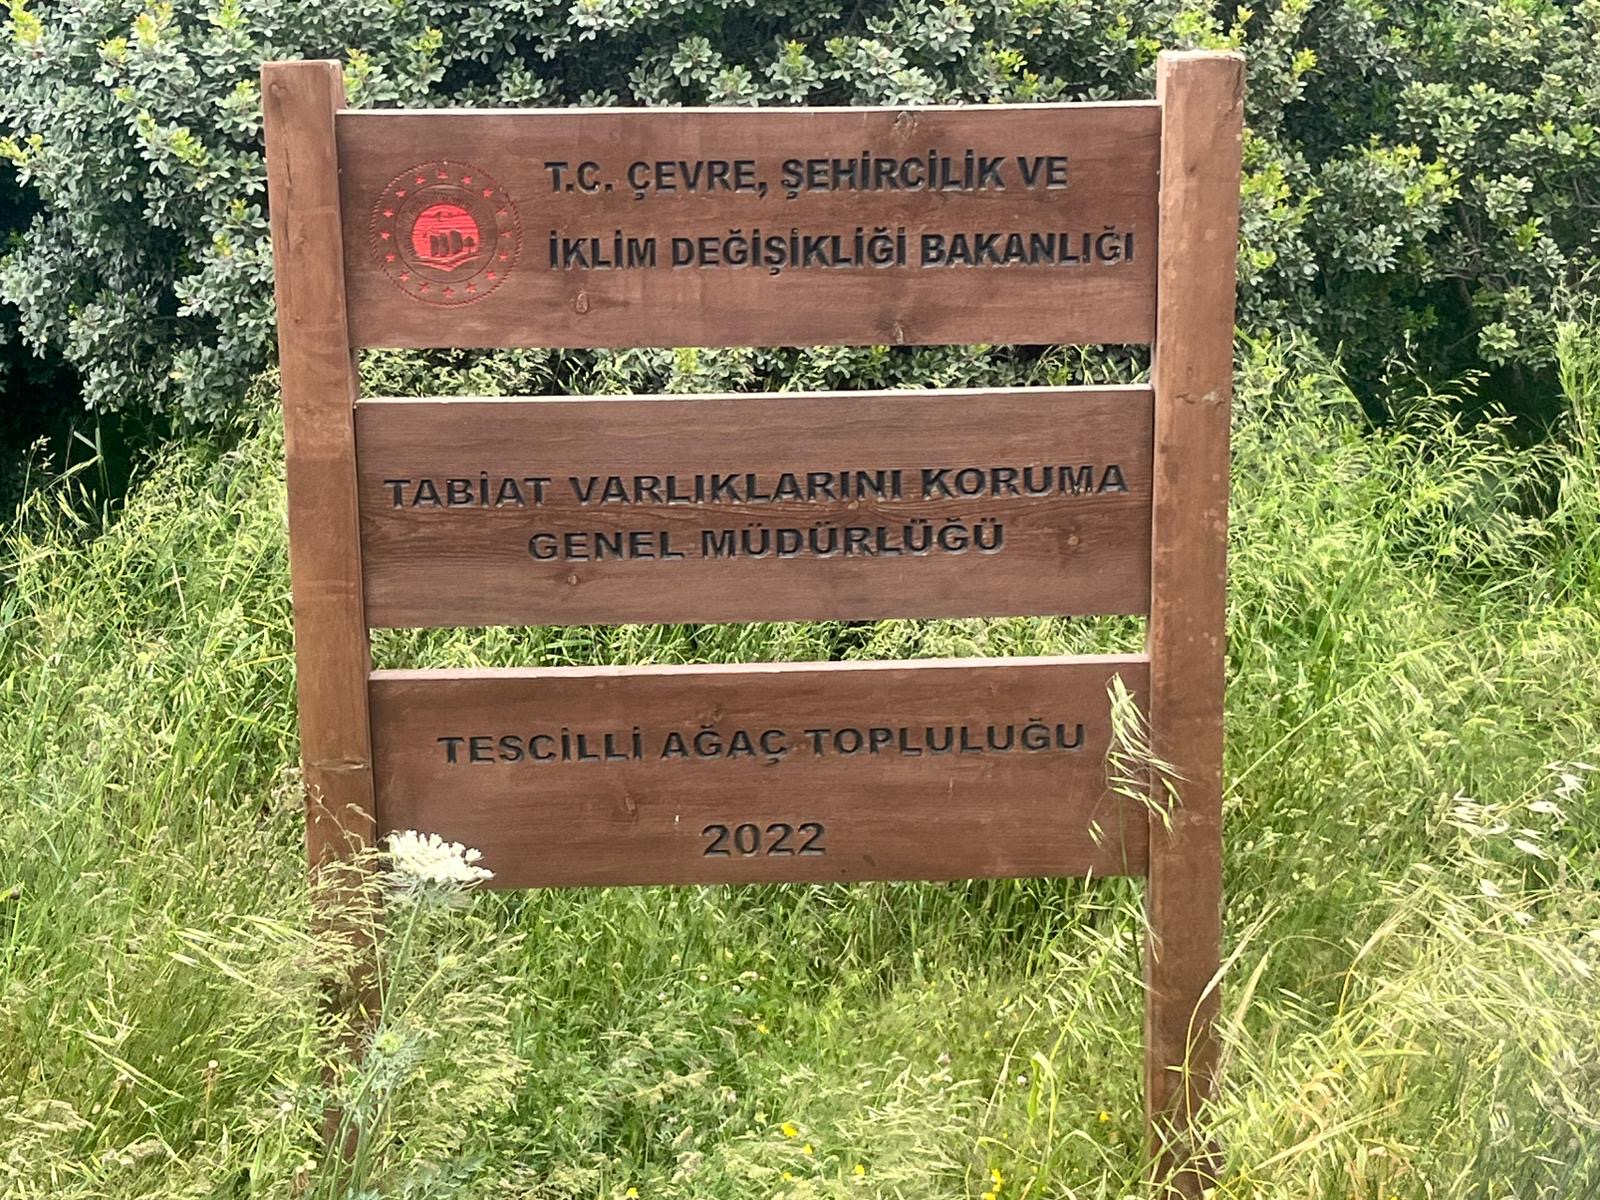 T.C. ÇEVRE, ŞEHİRCİLİK VE
İKLİM DEĞİŞİKLİĞİ BAKANLIĞI
TABİAT VARLIKLARINI KORUMA
GENEL MÜDÜRLÜĞÜ
TESCİLLİ AĞAÇ TOPLULUĞU
2022